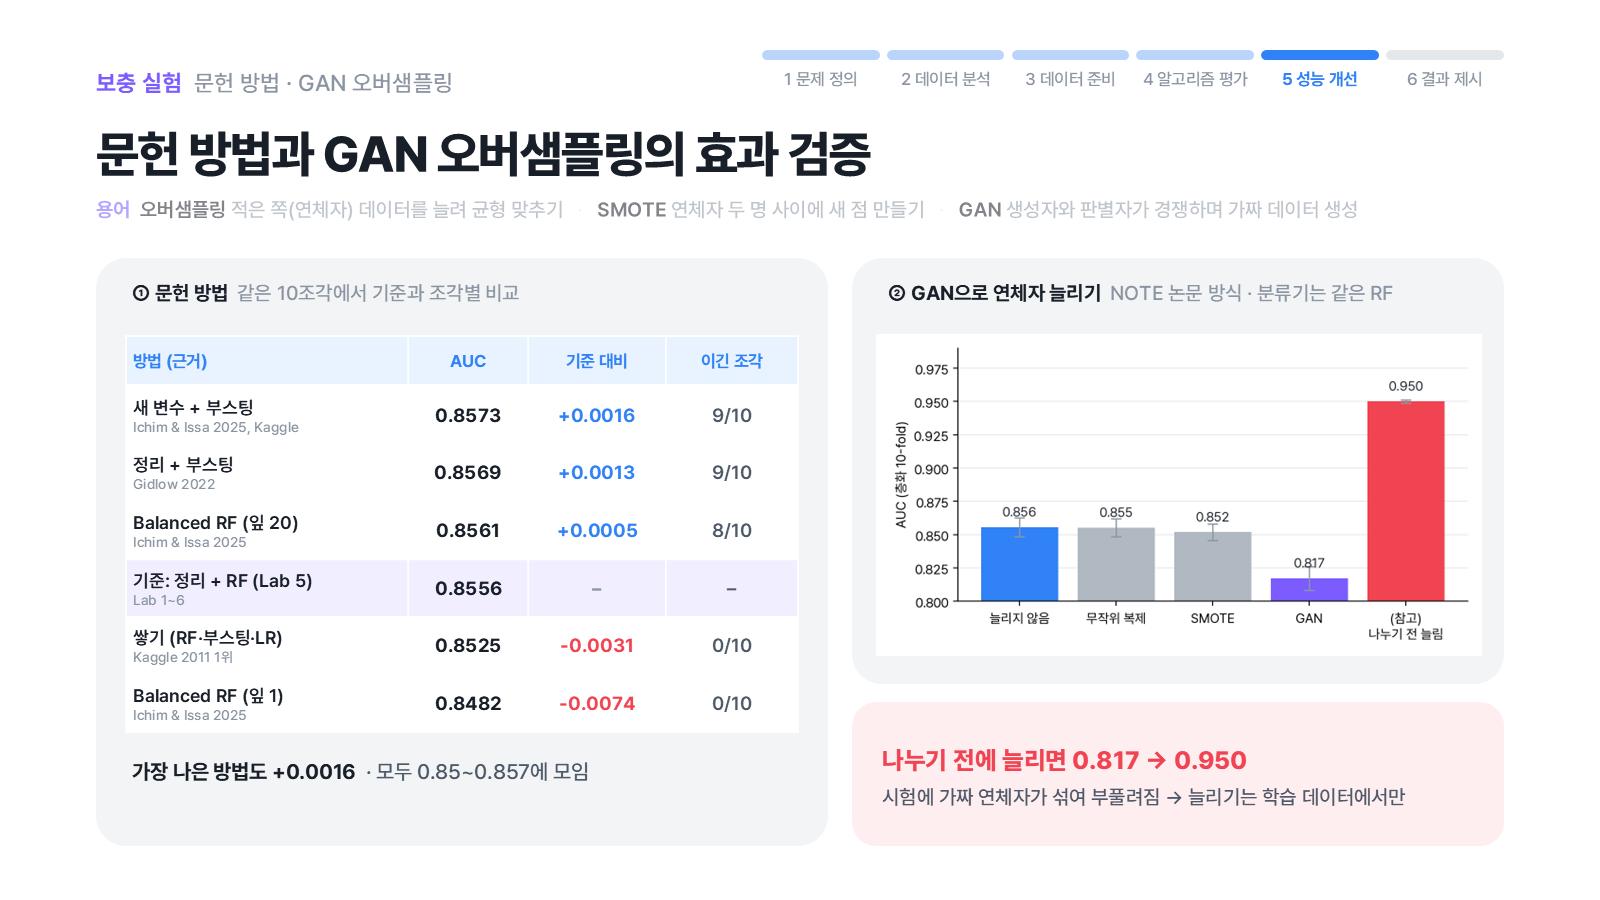 보충 실험 문헌 방법 · GAN 오버샘플링
1 문제 정의
2 데이터 분석
3 데이터 준비
4 알고리즘 평가
5 성능 개선
6 결과 제시
문헌 방법과 GAN 오버샘플링의 효과 검증
용어 오버샘플링 적은 쪽(연체자) 데이터를 늘려 균형 맞추기 · SMOTE 연체자 두 명 사이에 새 점 만들기 · GAN 생성자와 판별자가 경쟁하며 가짜 데이터 생성
① 문헌 방법 같은 10조각에서 기준과 조각별 비교
방법 (근거) AUC 기준 대비 이긴 조각
새 변수 + 부스팅 0.8573 +0.0016 9/10
Ichim & Issa 2025, Kaggle
정리 + 부스팅 0.8569 +0.0013 9/10
Gidlow 2022
Balanced RF (잎 20) 0.8561 +0.0005 8/10
Ichim & Issa 2025
기준: 정리 + RF (Lab 5) 0.8556 – –
Lab 1~6
쌓기 (RF·부스팅·LR) 0.8525 -0.0031 0/10
Kaggle 2011 1위
Balanced RF (잎 1) 0.8482 -0.0074 0/10
Ichim & Issa 2025
가장 나은 방법도 +0.0016 · 모두 0.85~0.857에 모임
② GAN으로 연체자 늘리기 NOTE 논문 방식 · 분류기는 같은 RF
AUC (층화 10-fold)
0.975
0.950
0.925
0.900
0.875
0.850
0.825
0.800
0.856
0.855
0.852
0.817
0.950
늘리지 않음
무작위 복제
SMOTE
GAN
(참고)
나누기 전 늘림
나누기 전에 늘리면 0.817 → 0.950
시험에 가짜 연체자가 섞여 부풀려짐 → 늘리기는 학습 데이터에서만